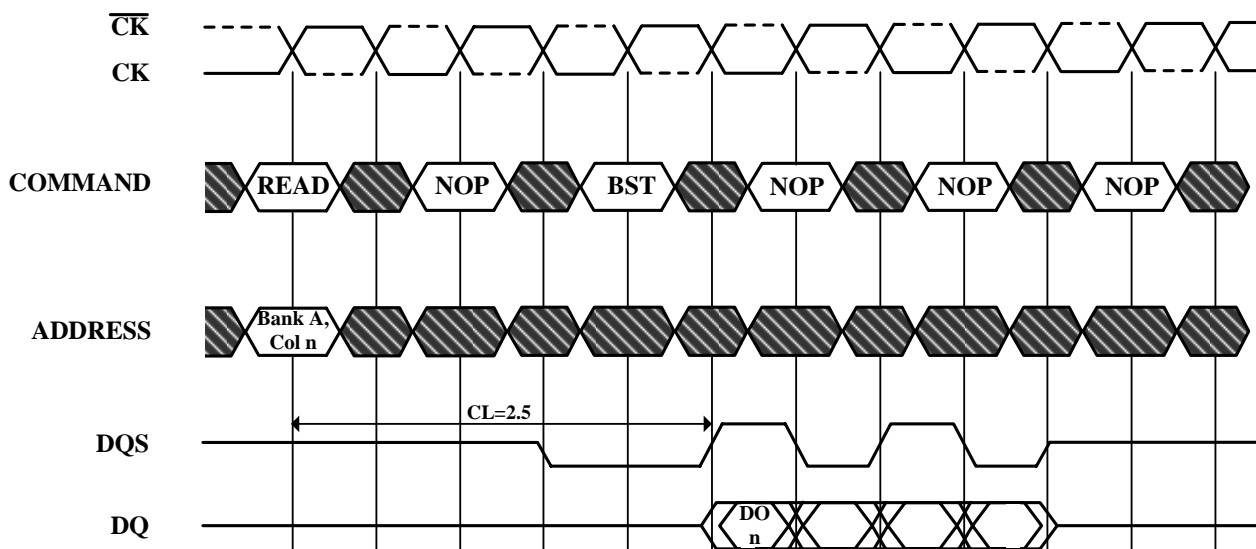 CK
CK
COMMAND READ NOP BST NOP NOP NOP
ADDRESS Bank A,
Col n
CL=2.5
DQS
DQ DO
n